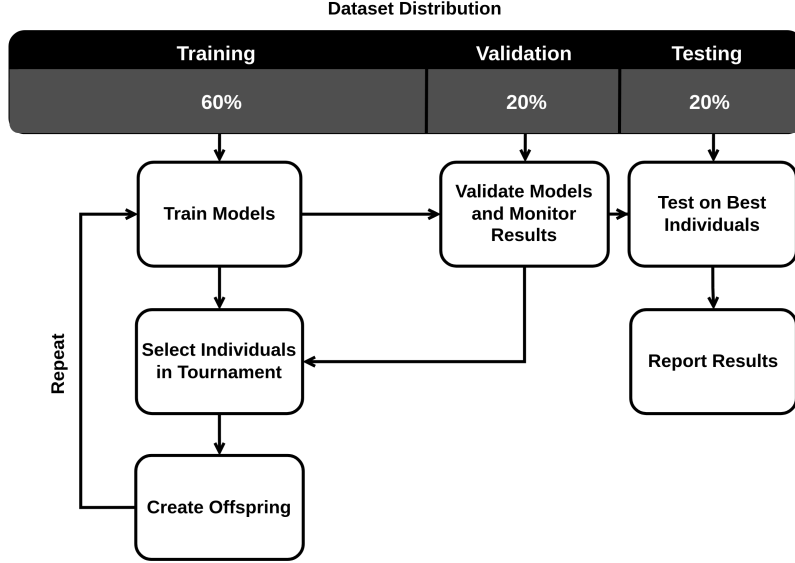 Dataset Distribution
Training
Validation
Testing
60%
20%
20%
Train Models
Validate Models
and Monitor
Results
Test on Best
Individuals
Select Individuals
in Tournament
Report Results
Repeat
Create Offspring